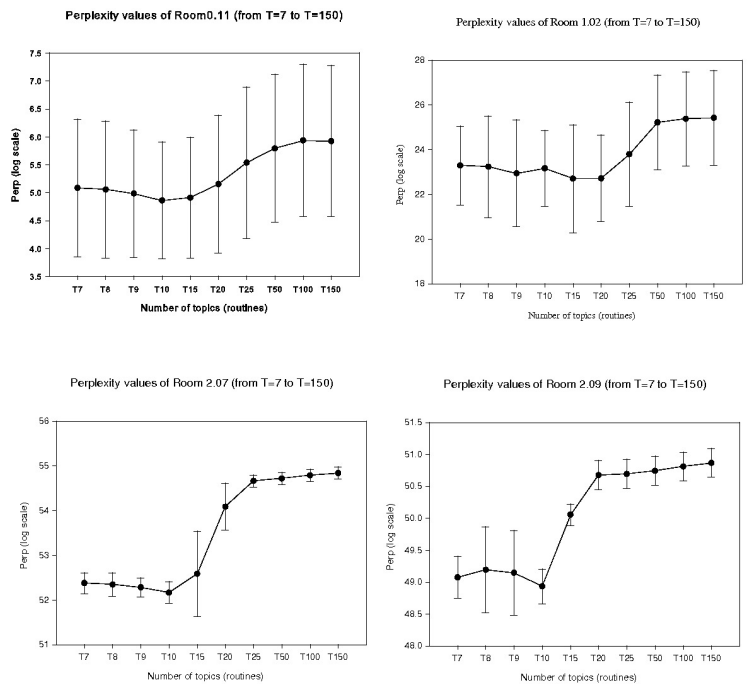 Perplexity values of Room0.11 (from T=7 to T=150)
7.5
7.0
6.5
6.0
5.5
5.0
4.5
4.0
3.5
Perp (log scale)
T7 T8 T9 T10 T15 T20 T25 T50 T100 T150
Number of topics (routines)
Perplexity values of Room 1.02 (from T=7 to T=150)
28
26
24
22
20
18
Perp (log scale)
T7 T8 T9 T10 T15 T20 T25 T50 T100 T150
Number of topics (routines)
Perplexity values of Room 2.07 (from T=7 to T=150)
56
55
54
53
52
51
Perp (log scale)
T7 T8 T9 T10 T15 T20 T25 T50 T100 T150
Number of topics (routines)
Perplexity values of Room 2.09 (from T=7 to T=150)
51.5
51.0
50.5
50.0
49.5
49.0
48.5
48.0
Perp (log scale)
T7 T8 T9 T10 T15 T20 T25 T50 T100 T150
Number of topics (routines)